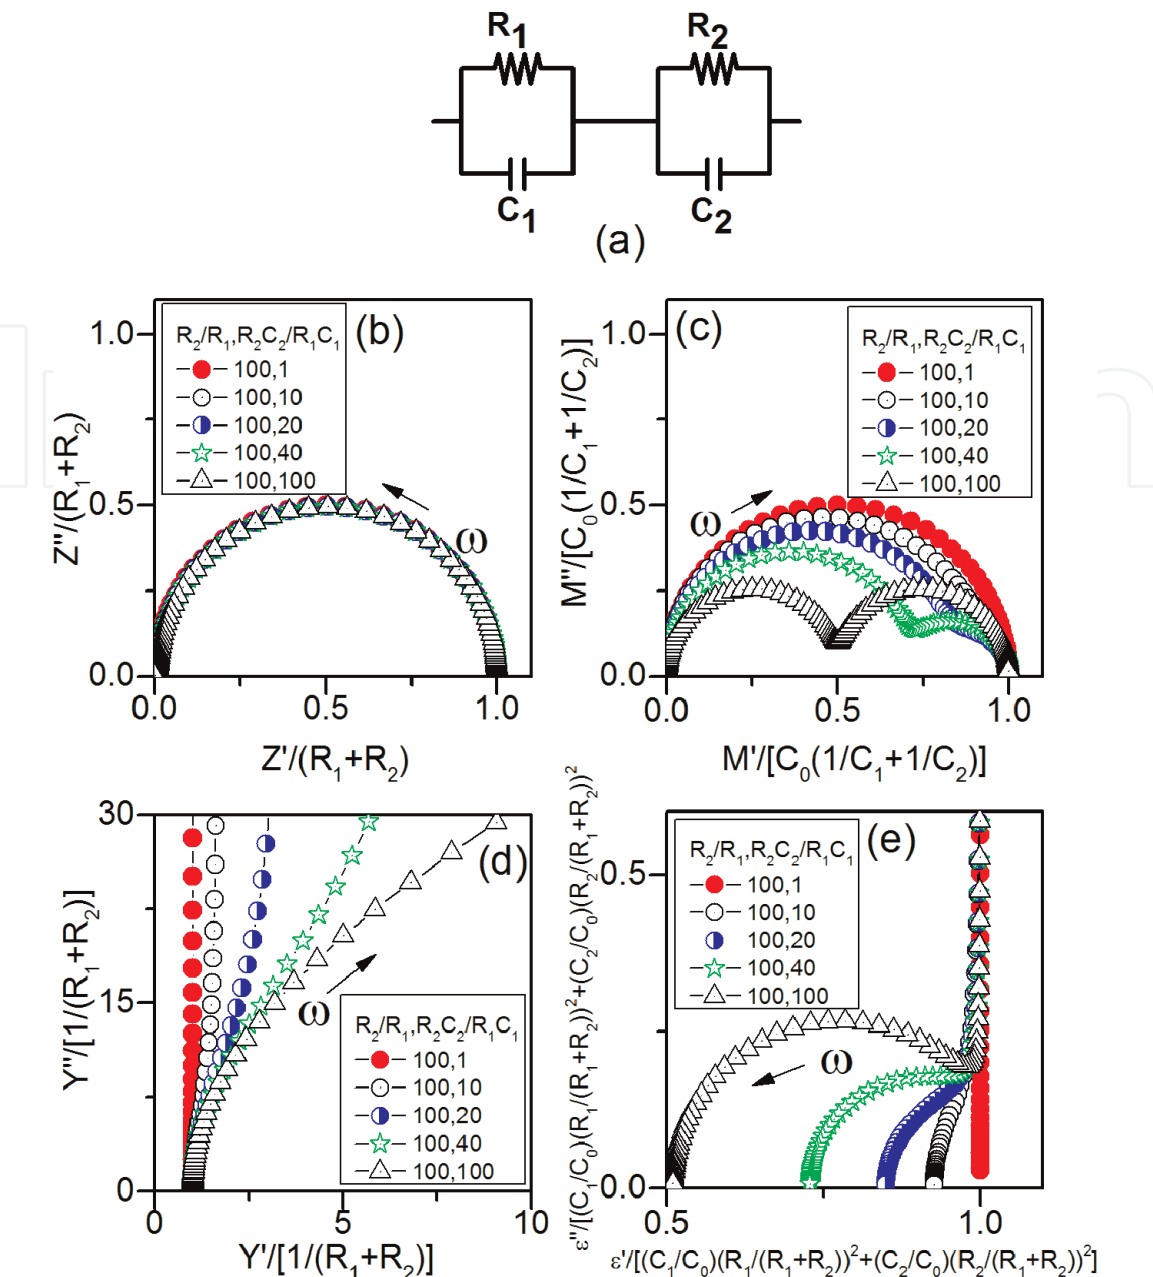 R1 R2
C1 C2
(a)
(b)
R2/R1,R2C2/R1C1
100,1
100,10
100,20
100,40
100,100
ω
1.0
0.5
0.0
0.0 0.5 1.0
Z''/(R1+R2)
Z'/(R1+R2)
(c)
R2/R1,R2C2/R1C1
100,1
100,10
100,20
100,40
100,100
ω
1.0
0.5
0.0
0.0 0.5 1.0
M''/[C0(1/C1+1/C2)]
M'/[C0(1/C1+1/C2)]
(d)
ω
R2/R1,R2C2/R1C1
100,1
100,10
100,20
100,40
100,100
30
15
0
0 5 10
Y''/[1/(R1+R2)]
Y'/[1/(R1+R2)]
(e)
R2/R1,R2C2/R1C1
100,1
100,10
100,20
100,40
100,100
ω
0.5
0.0
0.5 1.0
ε''/[(C1/C0)(R1/(R1+R2))²+(C2/C0)(R2/(R1+R2))²
ε'/[(C1/C0)(R1/(R1+R2))²+(C2/C0)(R2/(R1+R2))²]